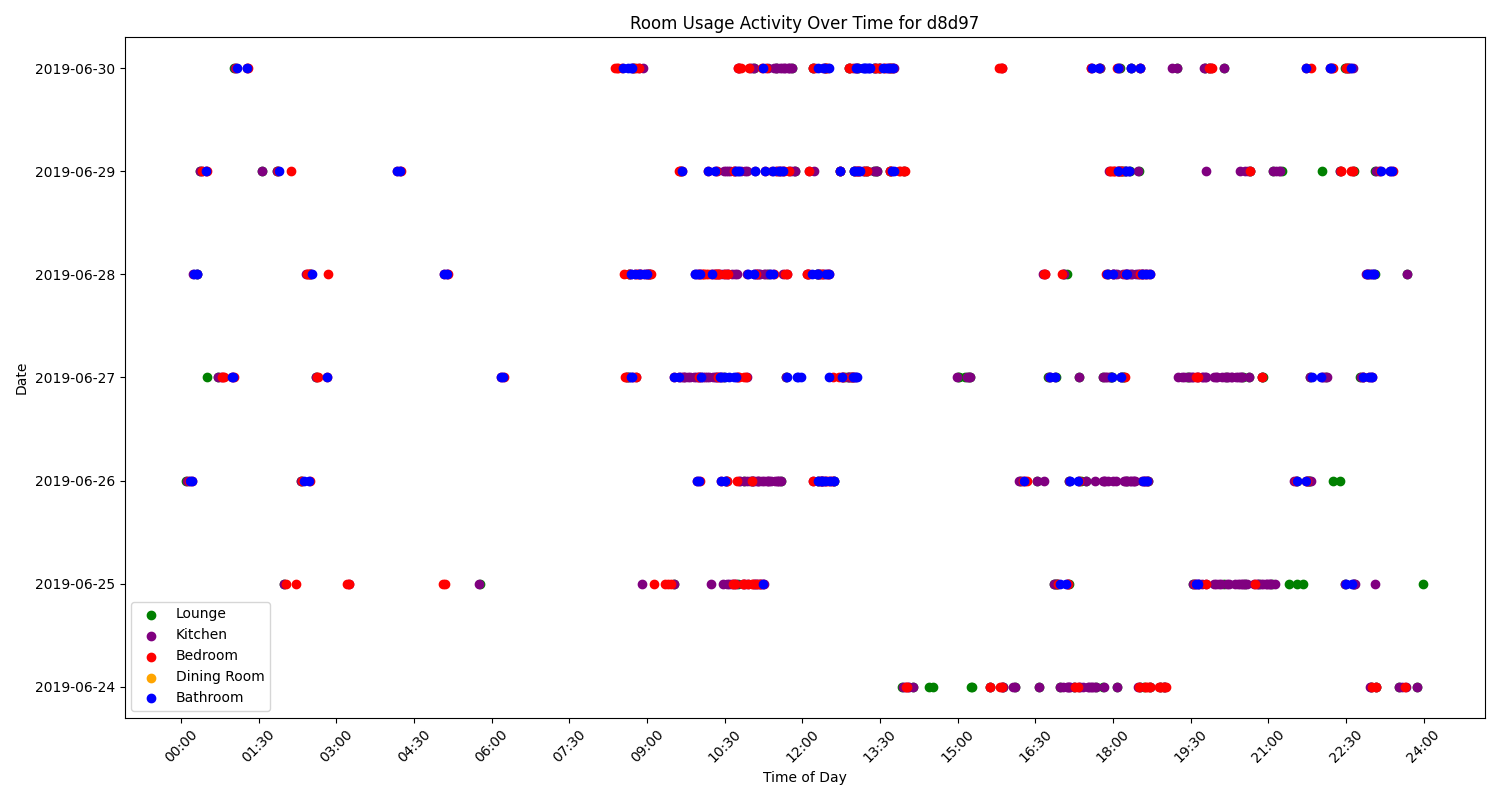 Room Usage Activity Over Time for d8d97
Date
2019-06-30
2019-06-29
2019-06-28
2019-06-27
2019-06-26
2019-06-25
2019-06-24
Lounge
Kitchen
Bedroom
Dining Room
Bathroom
00:00 01:30 03:00 04:30 06:00 07:30 09:00 10:30 12:00 13:30 15:00 16:30 18:00 19:30 21:00 22:30 24:00
Time of Day